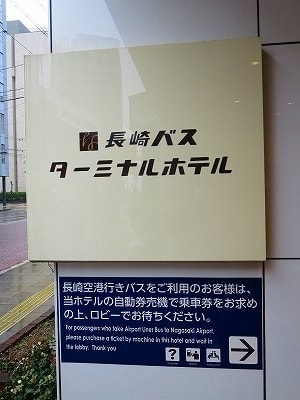 長崎バス
ターミナルホテル
長崎空港行きバスをご利用のお客様は、
当ホテルの自動券売機で乗車券をお求め
の上、ロビーでお待ちください。
For passengers who take Airport Liner Bus to Nagasaki Airport,
please purchase a ticket by machine in this hotel and wait in
the lobby. Thank you